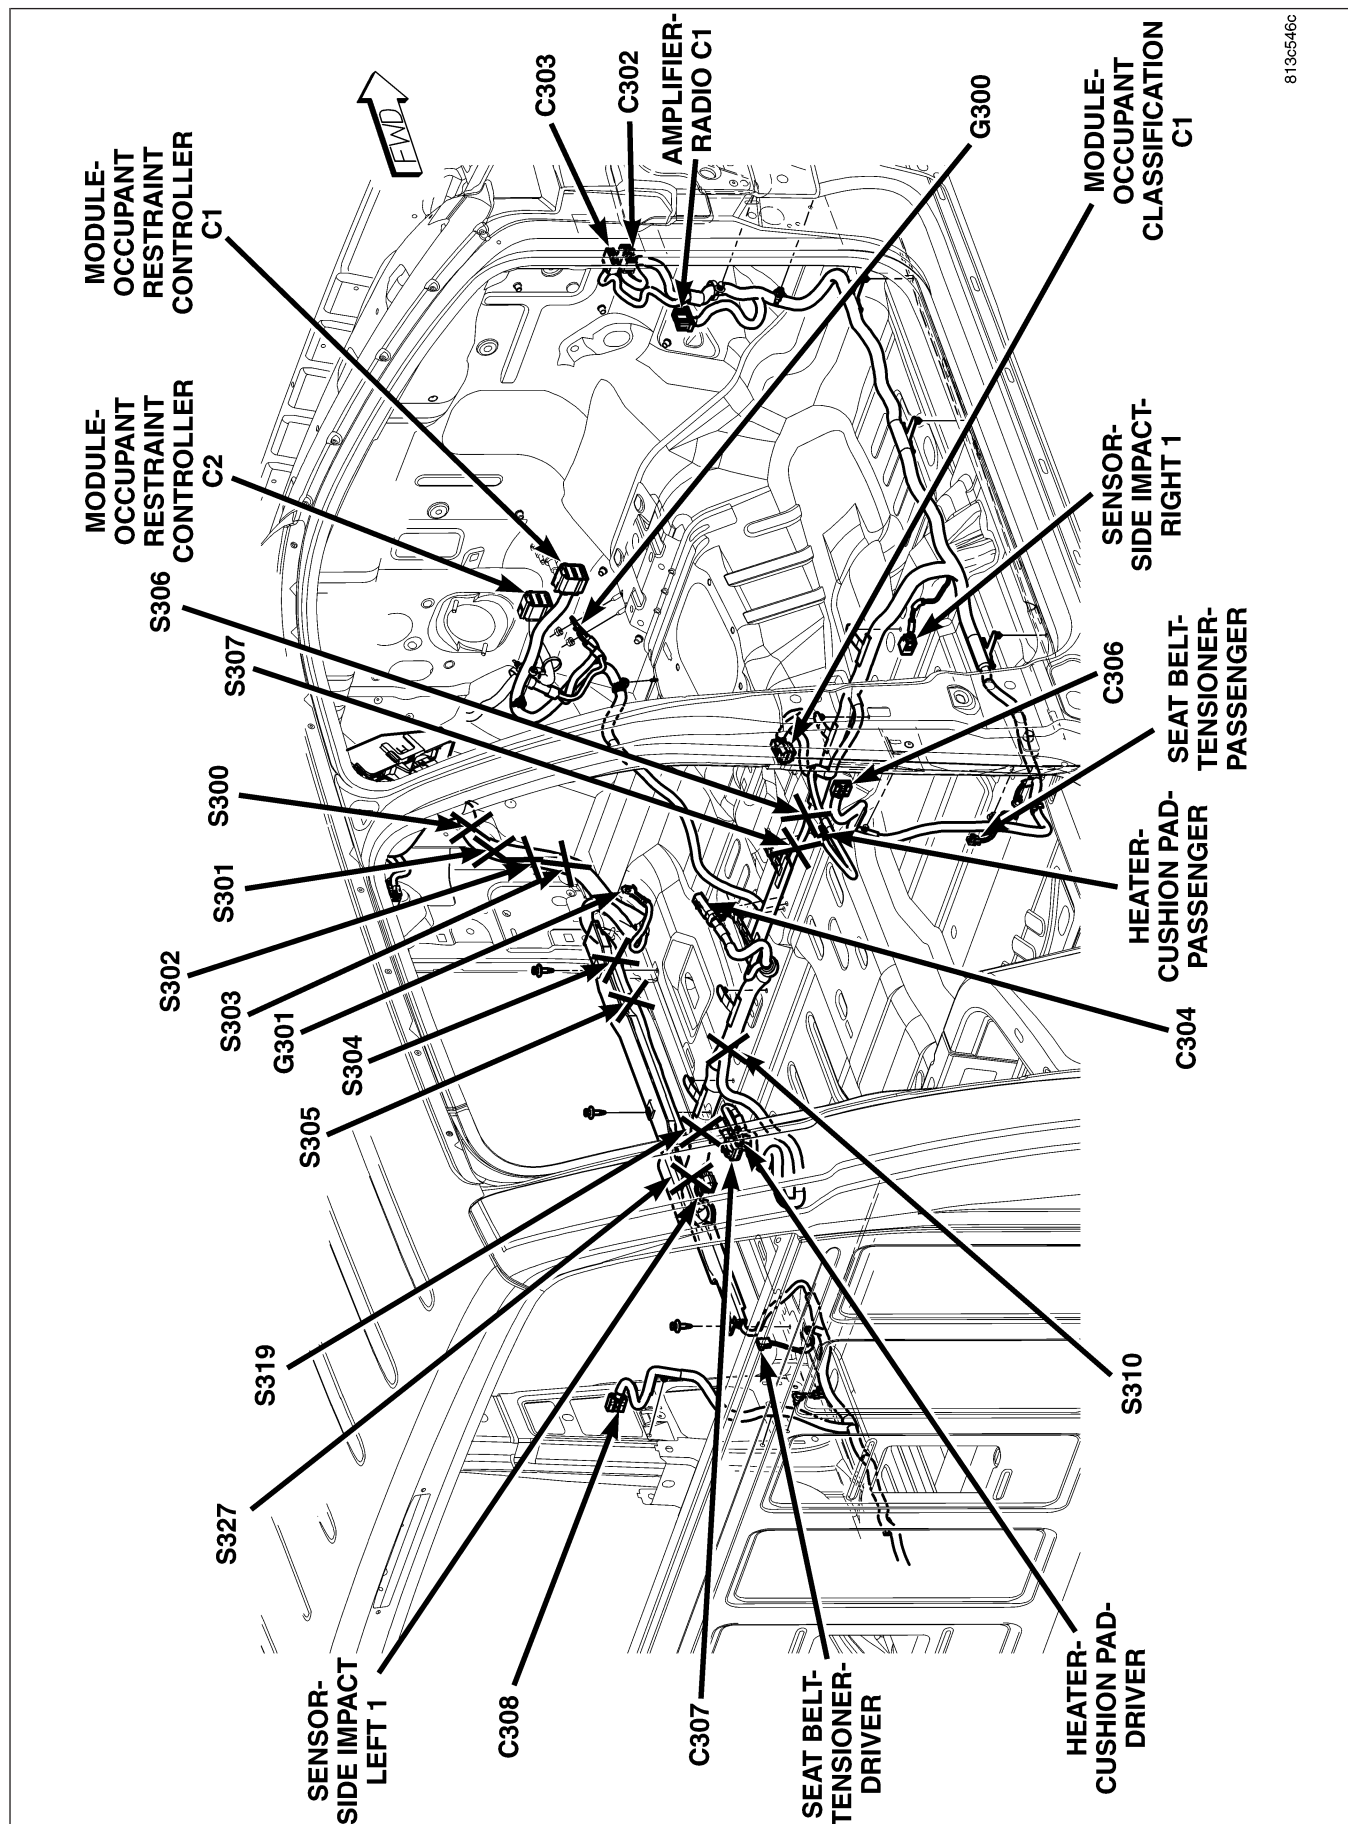 813c546c
FWD
MODULE-
OCCUPANT
RESTRAINT
CONTROLLER
C1
C303
C302
AMPLIFIER-
RADIO C1
G300
MODULE-
OCCUPANT
CLASSIFICATION
C1
MODULE-
OCCUPANT
RESTRAINT
CONTROLLER
C2
SENSOR-
SIDE IMPACT-
RIGHT 1
S306
S307
C306
SEAT BELT-
TENSIONER-
PASSENGER
S300
S301
S302
S303
G301
S304
S305
HEATER-
CUSHION PAD-
PASSENGER
C304
S319
S327
S310
SENSOR-
SIDE IMPACT
LEFT 1
C308
C307
SEAT BELT-
TENSIONER-
DRIVER
HEATER-
CUSHION PAD-
DRIVER